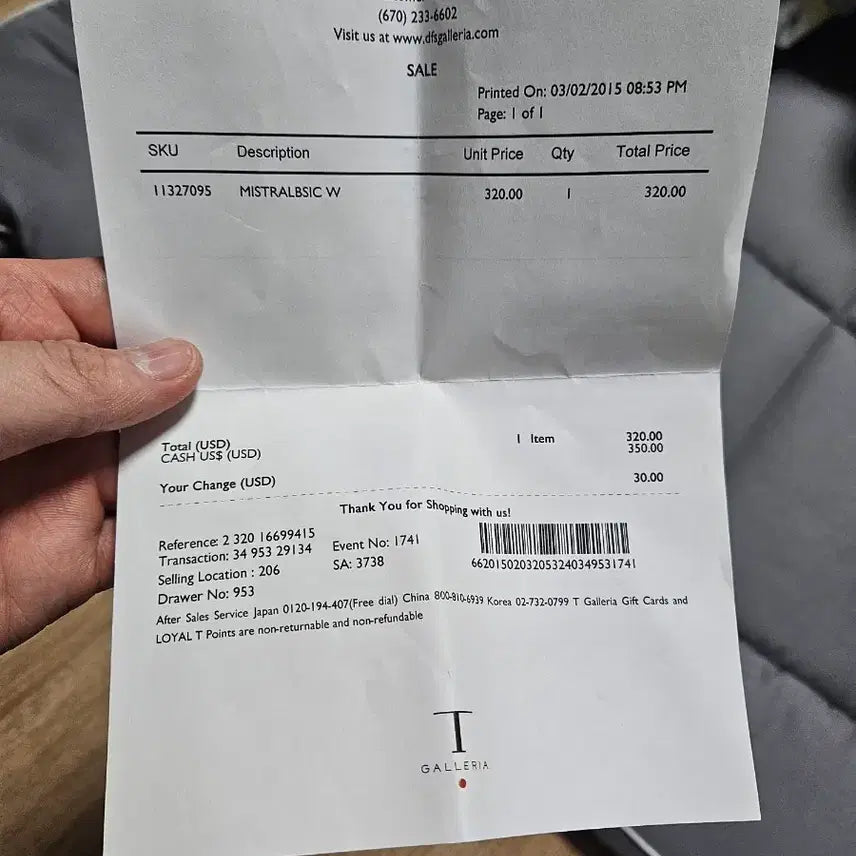 (670) 233-6602
Visit us at www.dfsgalleria.com
SALE
Printed On: 03/02/2015 08:53 PM
Page: 1 of 1
SKU Description Unit Price Qty Total Price
11327095 MISTRALBSIC W 320.00 1 320.00
Total (USD) 1 Item 320.00
CASH US$ (USD) 350.00
Your Change (USD) 30.00
Thank You for Shopping with us!
Reference: 2 320 16699415
Transaction: 34 953 29134 Event No: 1741
Selling Location : 206 SA: 3738
Drawer No: 953
66201502032053240349531741
After Sales Service Japan 0120-194-407(Free dial) China 800-810-6939 Korea 02-732-0799 T Galleria Gift Cards and
LOYAL T Points are non-returnable and non-refundable
T
GALLERIA